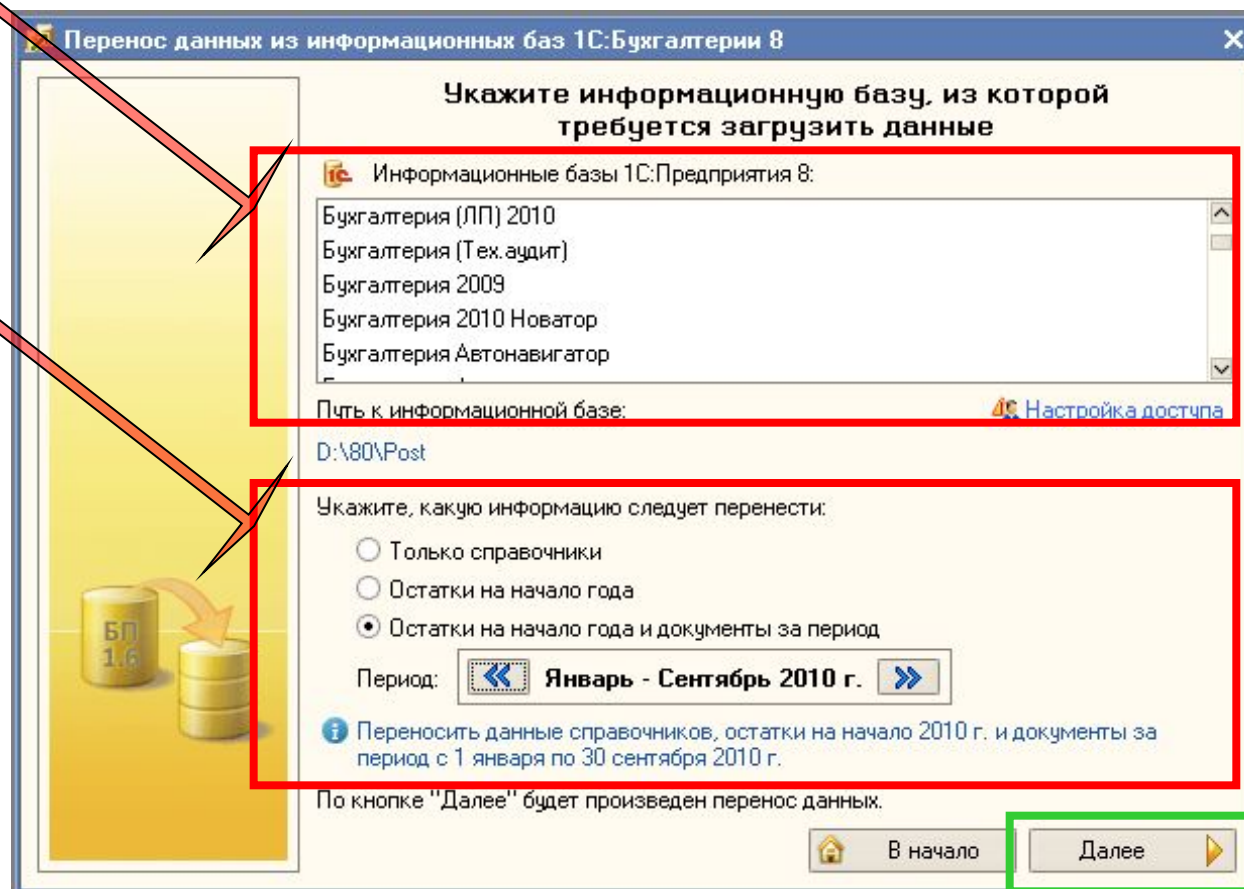 Перенос данных из информационных баз 1С:Бухгалтерии 8
Укажите информационную базу, из которой
требуется загрузить данные
Информационные базы 1С:Предприятия 8:
Бухгалтерия (ЛП) 2010
Бухгалтерия (Тех.аудит)
Бухгалтерия 2009
Бухгалтерия 2010 Новатор
Бухгалтерия Автонавигатор
Путь к информационной базе:
Настройка доступа
D:\80\Post
Укажите, какую информацию следует перенести:
Только справочники
Остатки на начало года
Остатки на начало года и документы за период
Период: Январь - Сентябрь 2010 г.
Переносить данные справочников, остатки на начало 2010 г. и документы за
период с 1 января по 30 сентября 2010 г.
По кнопке "Далее" будет произведен перенос данных.
В начало
Далее
БП
1.6